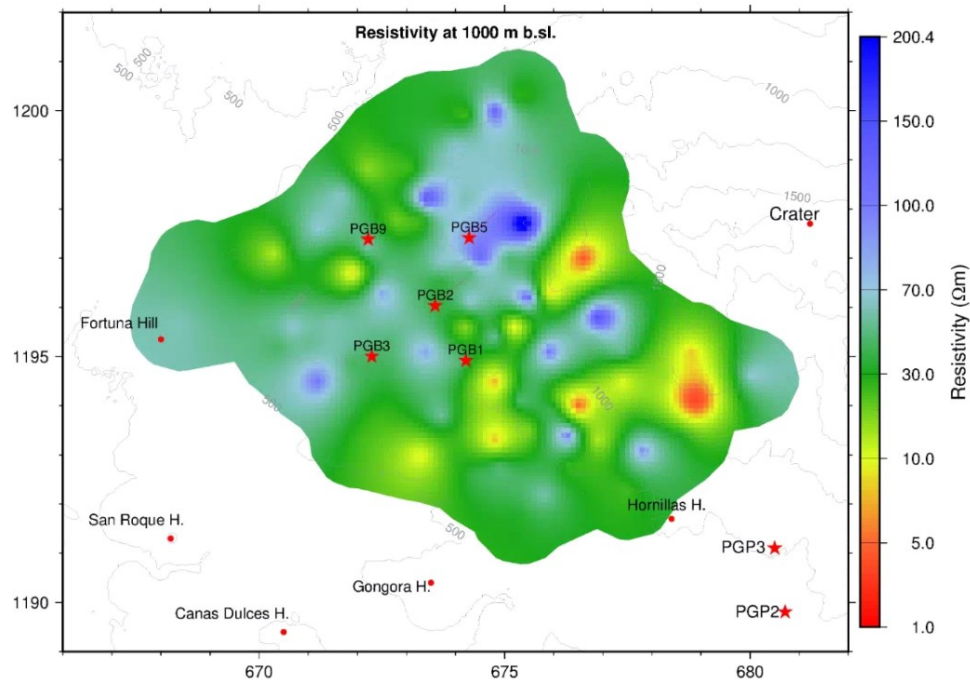 Resistivity at 1000 m b.sl.
500
500
500
500
500
1000
1500
1000
1000
500
500
1200
1195
1190
670
675
680
Crater
PGB9
PGB5
PGB2
Fortuna Hill
PGB3
PGB1
Hornillas H.
San Roque H.
PGP3
Gongora H.
Canas Dulces H.
PGP2
200.4
150.0
100.0
70.0
30.0
10.0
5.0
1.0
Resistivity (Ωm)